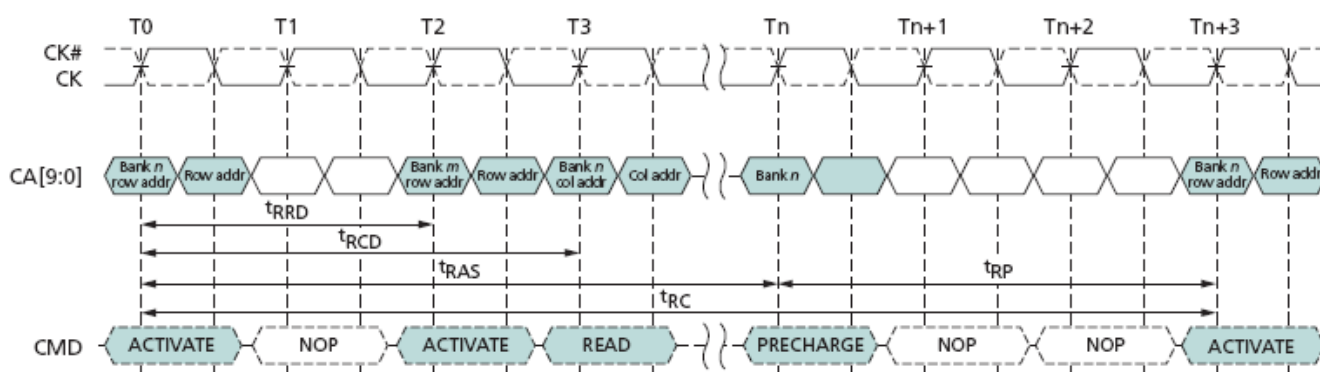 T0 T1 T2 T3 Tn Tn+1 Tn+2 Tn+3
CK#
CK
CA[9:0]
Bank n
row addr
Row addr
Bank m
row addr
Row addr
Bank n
col addr
Col addr
Bank n
Bank n
row addr
Row addr
tRRD
tRCD
tRAS tRP
tRC
CMD ACTIVATE NOP ACTIVATE READ PRECHARGE NOP NOP ACTIVATE